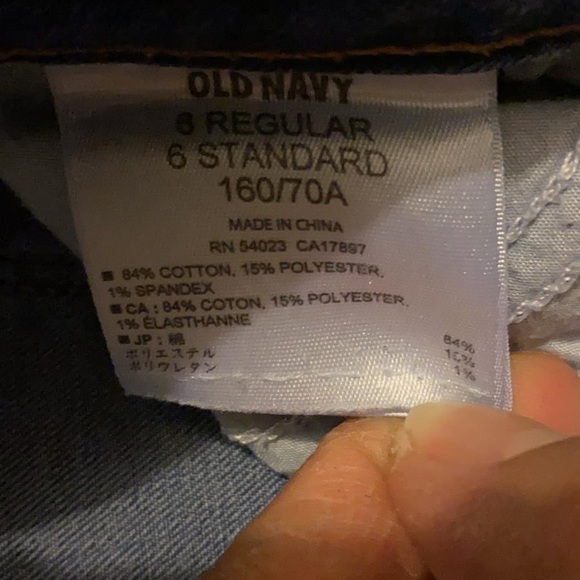 OLD NAVY
6 REGULAR
6 STANDARD
160/70A
MADE IN CHINA
RN 54023 CA17897
84% COTTON, 15% POLYESTER,
1% SPANDEX
CA : 84% COTON, 15% POLYESTER,
1% ÉLASTHANNE
JP : 綿 84%
ポリエステル 15%
ポリウレタン 1%